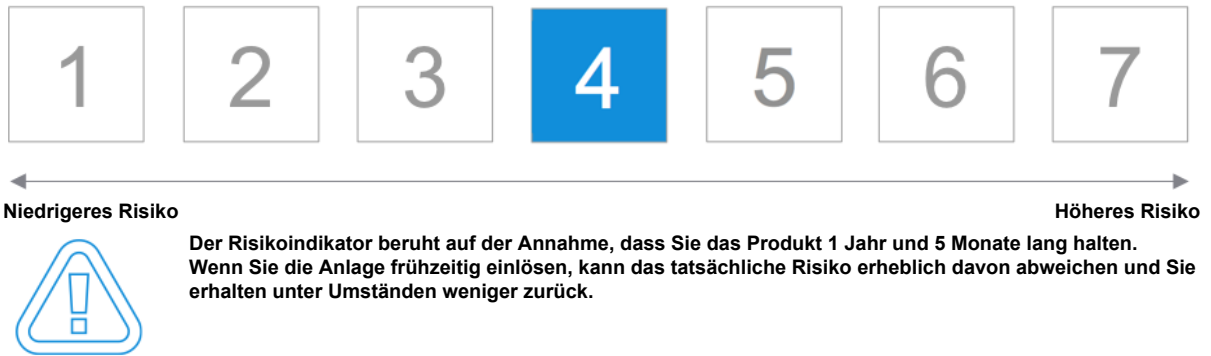 1 2 3 4 5 6 7
Niedrigeres Risiko Höheres Risiko
Der Risikoindikator beruht auf der Annahme, dass Sie das Produkt 1 Jahr und 5 Monate lang halten.
Wenn Sie die Anlage frühzeitig einlösen, kann das tatsächliche Risiko erheblich davon abweichen und Sie
erhalten unter Umständen weniger zurück.